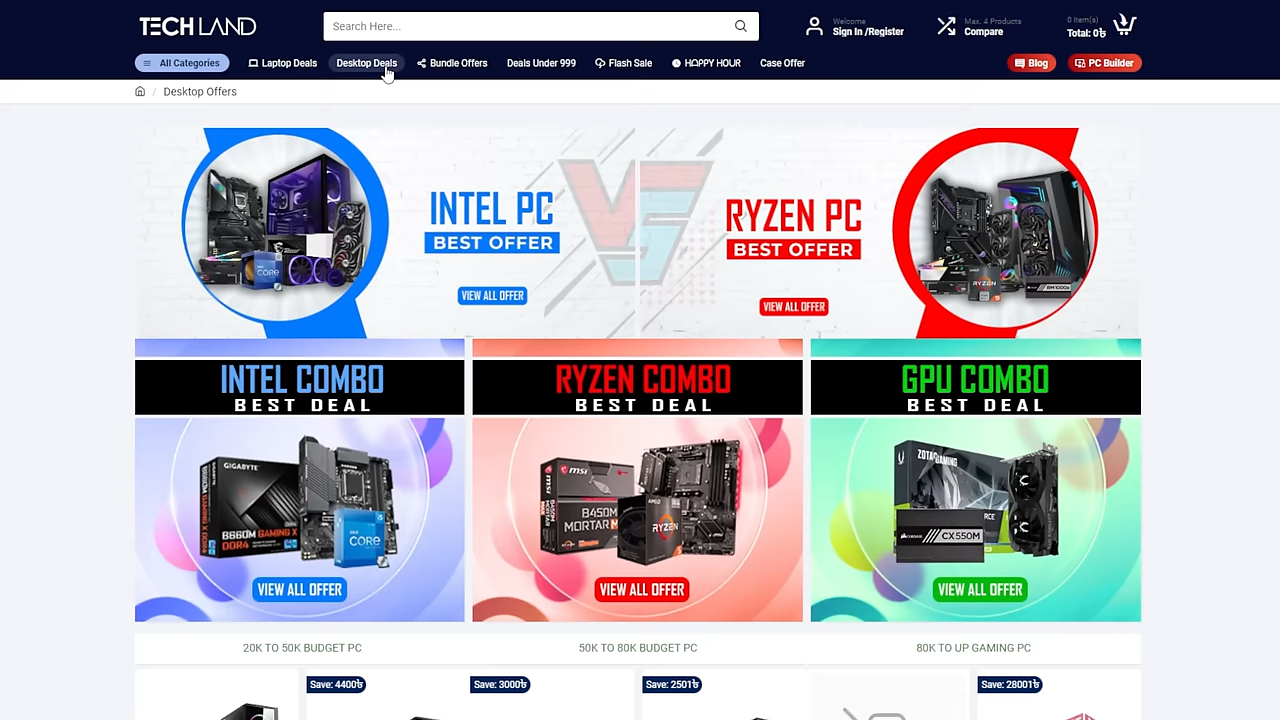 TECH LAND
Search Here...
Welcome
Sign In /Register
Max. 4 Products
Compare
0 item(s)
Total: 0৳
All Categories
Laptop Deals
Desktop Deals
Bundle Offers
Deals Under 999
Flash Sale
HAPPY HOUR
Case Offer
Blog
PC Builder
/ Desktop Offers
INTEL PC
BEST OFFER
VIEW ALL OFFER
VS
RYZEN PC
BEST OFFER
VIEW ALL OFFER
INTEL COMBO
BEST DEAL
GIGABYTE
B660M GAMING X
DDR4
intel
CORE
VIEW ALL OFFER
RYZEN COMBO
BEST DEAL
msi
B450M
MORTAR
AMD
RYZEN
5
VIEW ALL OFFER
GPU COMBO
BEST DEAL
ZOTAC GAMING
CORSAIR
CX550M
VIEW ALL OFFER
20K TO 50K BUDGET PC
50K TO 80K BUDGET PC
80K TO UP GAMING PC
Save: 4400৳
Save: 3000৳
Save: 2501৳
Save: 28001৳